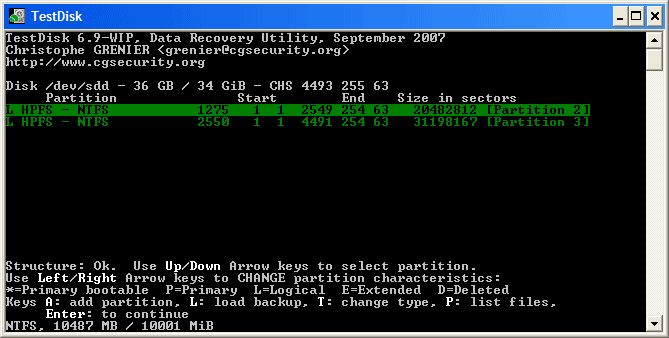 TestDisk
TestDisk 6.9-WIP, Data Recovery Utility, September 2007
Christophe GRENIER <grenier@cgsecurity.org>
http://www.cgsecurity.org
Disk /dev/sdd - 36 GB / 34 GiB - CHS 4493 255 63
Partition Start End Size in sectors
L HPFS - NTFS 1275 1 1 2549 254 63 20482812 [Partition 2]
L HPFS - NTFS 2550 1 1 4491 254 63 31198167 [Partition 3]
Structure: Ok. Use Up/Down Arrow keys to select partition.
Use Left/Right Arrow keys to CHANGE partition characteristics:
*=Primary bootable P=Primary L=Logical E=Extended D=Deleted
Keys A: add partition, L: load backup, T: change type, P: list files,
Enter: to continue
NTFS, 10487 MB / 10001 MiB